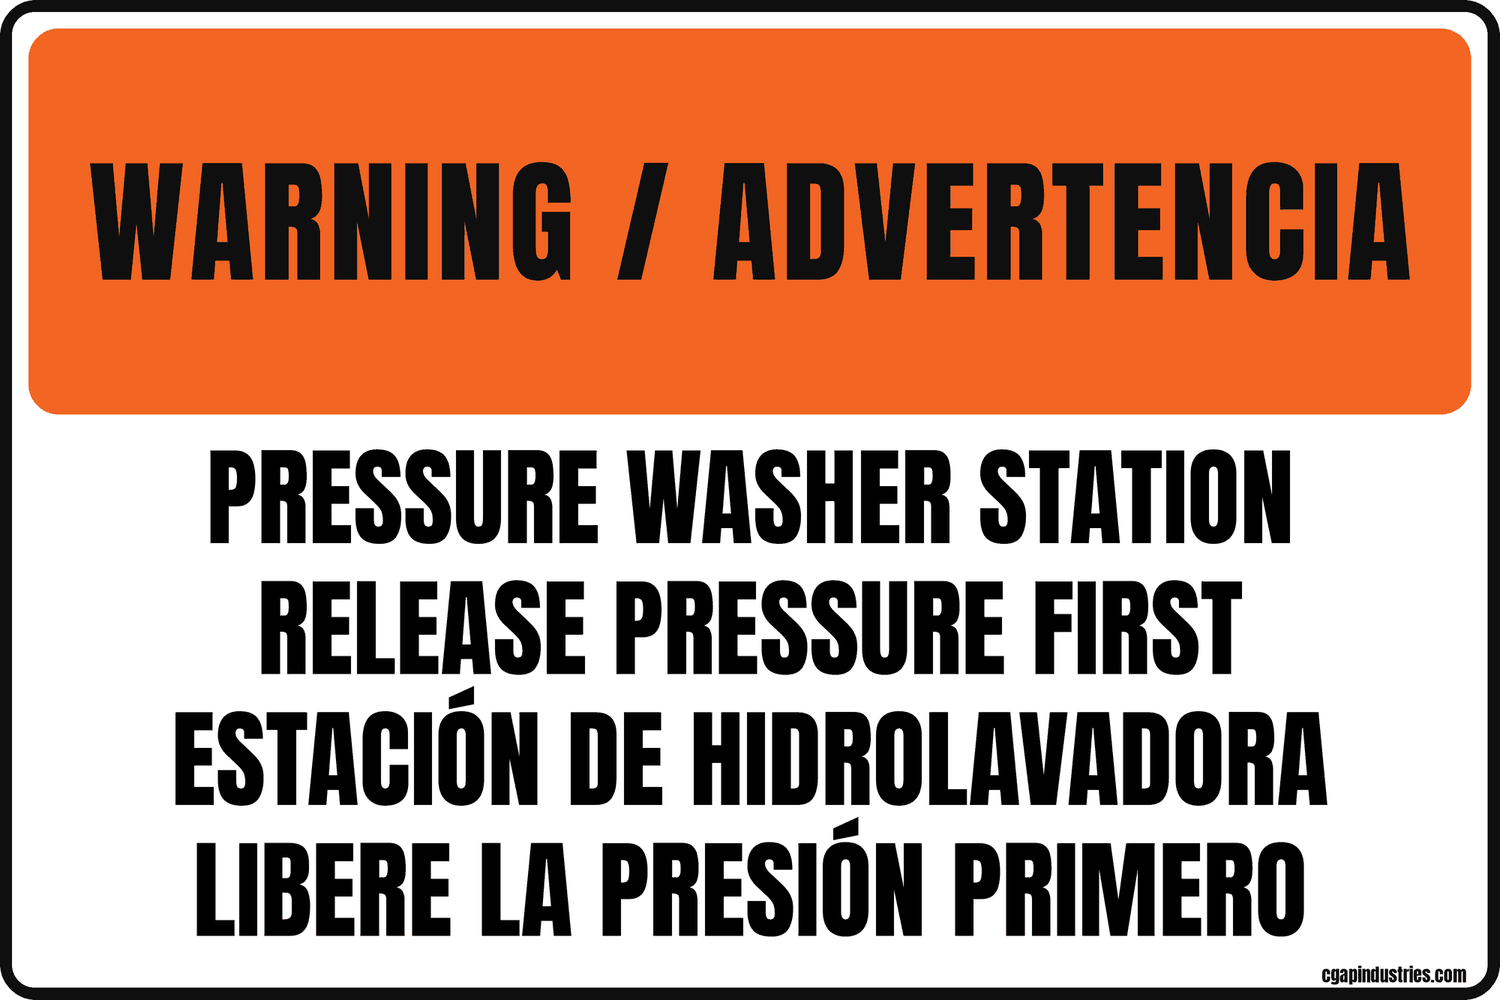 WARNING / ADVERTENCIA
PRESSURE WASHER STATION
RELEASE PRESSURE FIRST
ESTACIÓN DE HIDROLAVADORA
LIBERE LA PRESIÓN PRIMERO
cgapindustries.com